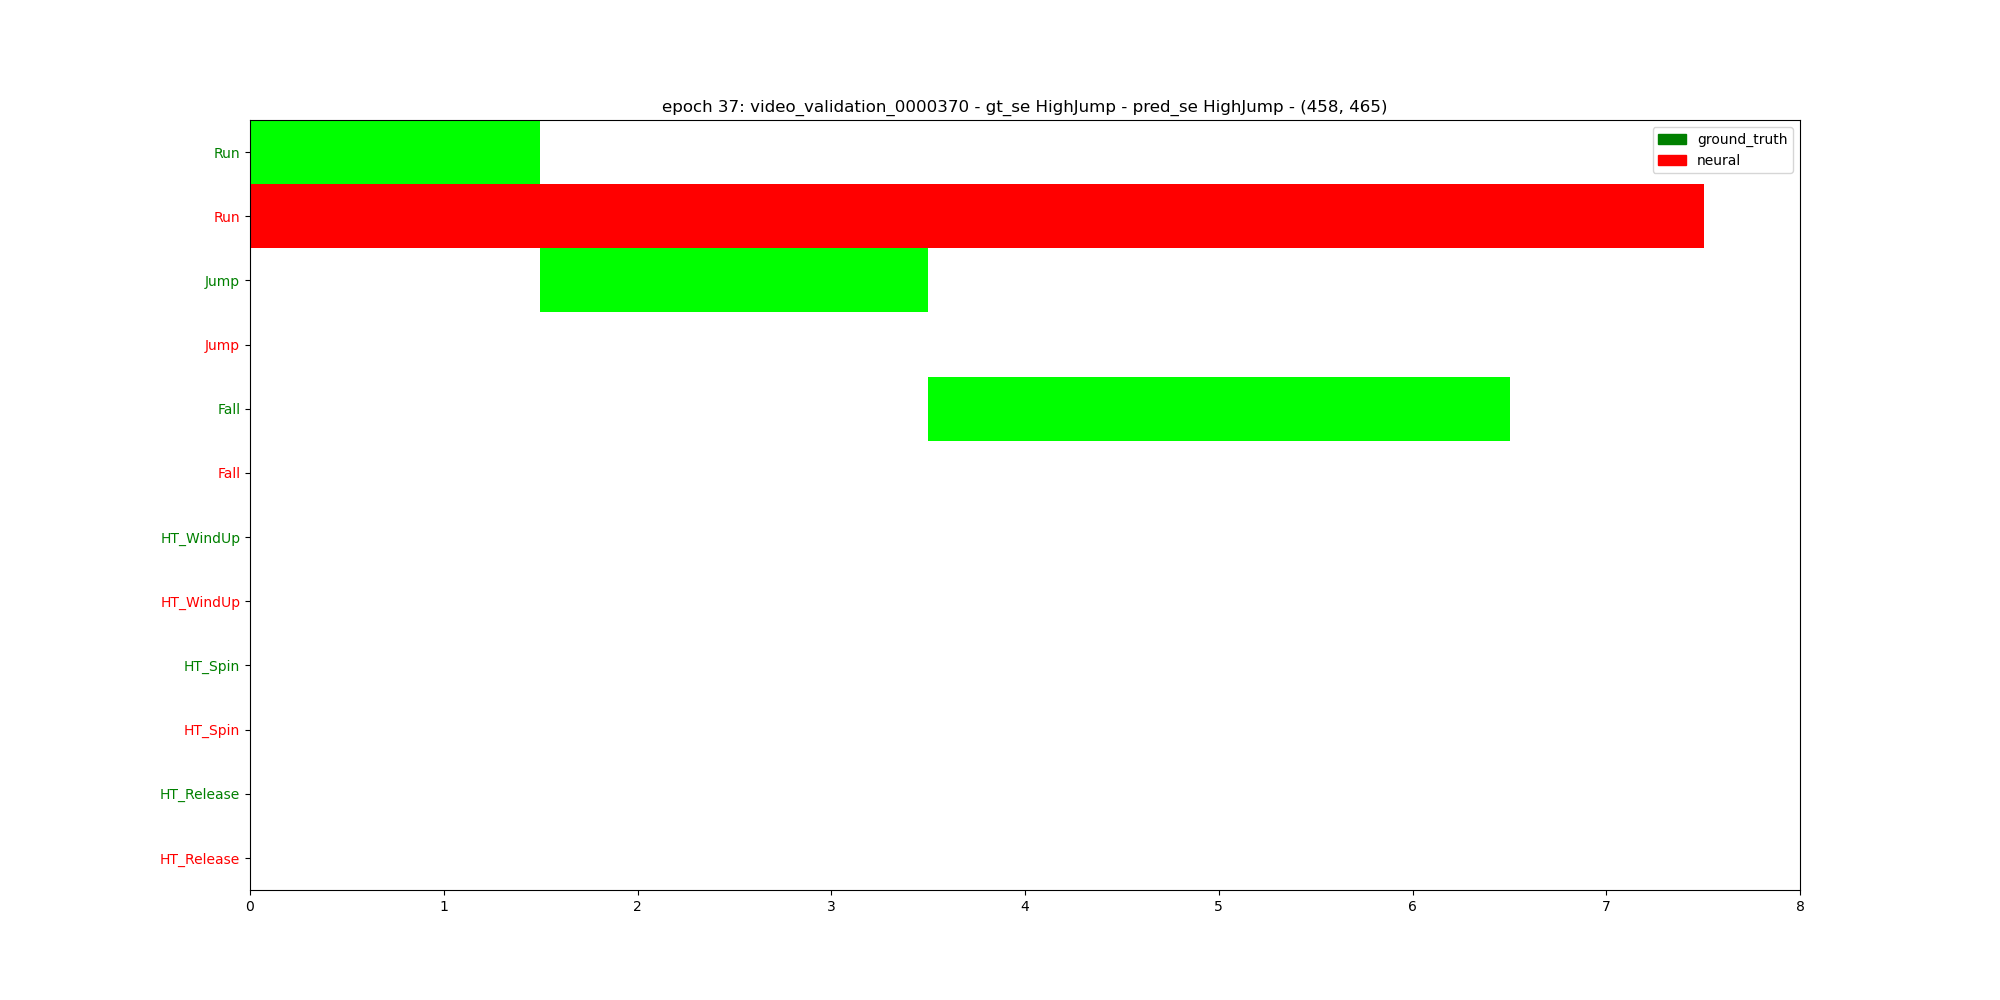 epoch 37: video_validation_0000370 - gt_se HighJump - pred_se HighJump - (458, 465)
ground_truth
neural
Run
Run
Jump
Jump
Fall
Fall
HT_WindUp
HT_WindUp
HT_Spin
HT_Spin
HT_Release
HT_Release
0 1 2 3 4 5 6 7 8